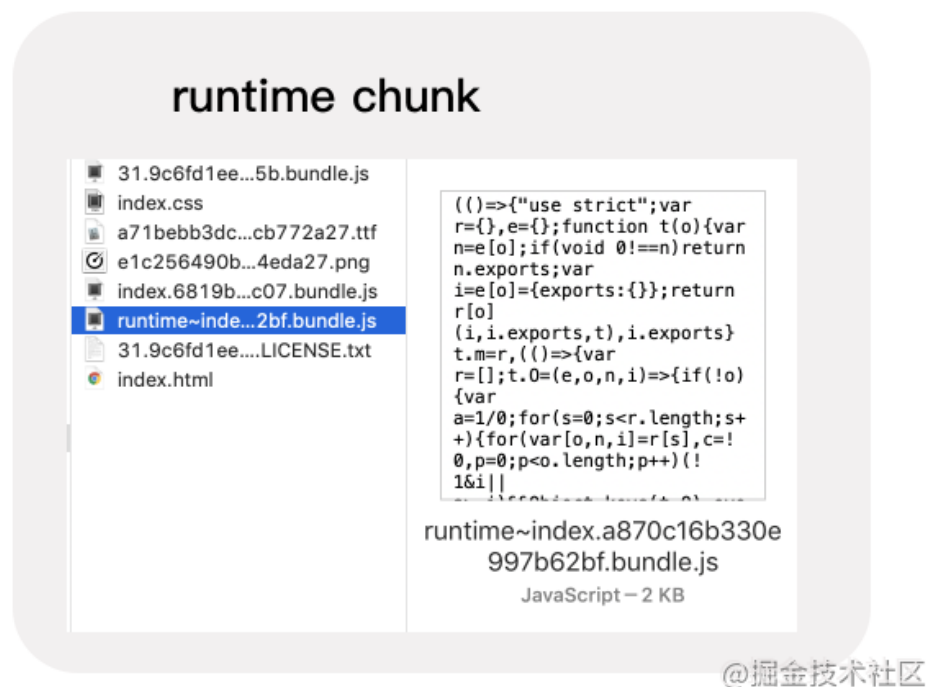 runtime chunk
31.9c6fd1ee...5b.bundle.js
index.css
a71bebb3dc...cb772a27.ttf
e1c256490b...4eda27.png
index.6819b...c07.bundle.js
runtime~inde...2bf.bundle.js
31.9c6fd1ee....LICENSE.txt
index.html
(()=>{"use strict";var
r={},e={};function t(o){var
n=e[o];if(void 0!==n)return
n.exports;var
i=e[o]={exports:{}};return
r[o]
(i,i.exports,t),i.exports}
t.m=r,(()=>{var
r=[];t.O=(e,o,n,i)=>{if(!o)
{var
a=1/0;for(s=0;s<r.length;s+
+){for(var[o,n,i]=r[s],c=!
0,p=0;p<o.length;p++)(!
1&i||
runtime~index.a870c16b330e
997b62bf.bundle.js
JavaScript – 2 KB
@掘金技术社区